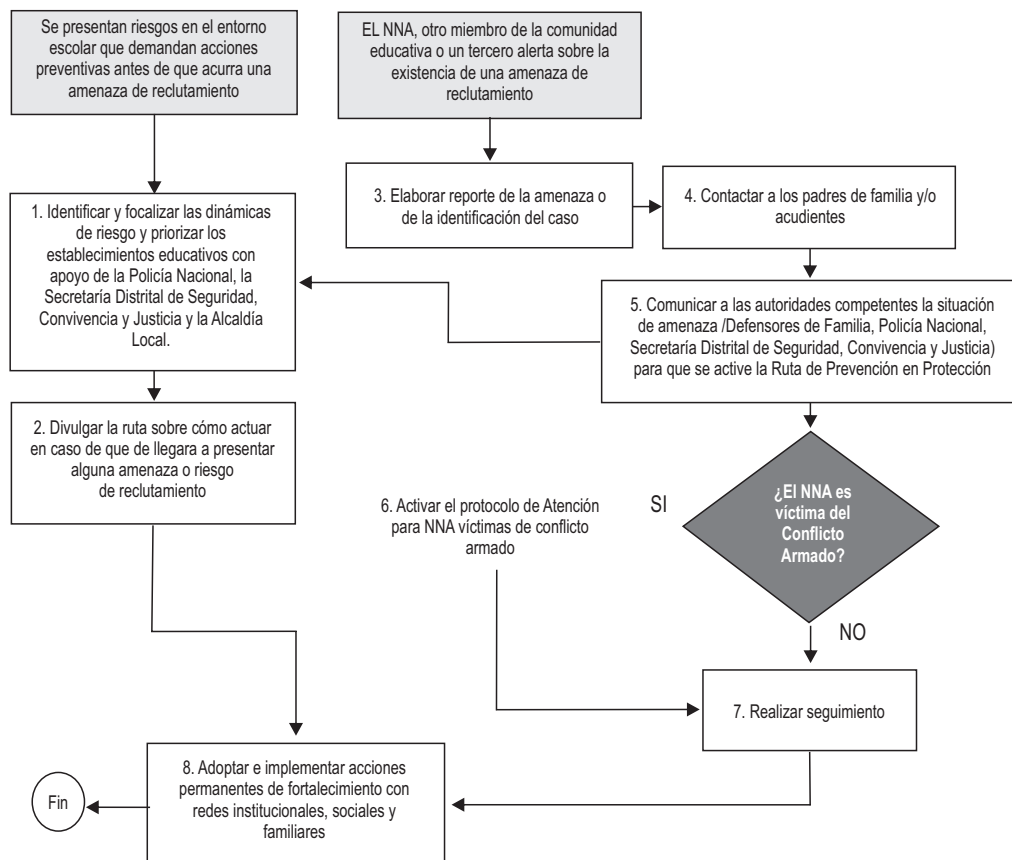 Se presentan riesgos en el entorno
escolar que demandan acciones
preventivas antes de que acurra una
amenaza de reclutamiento
EL NNA, otro miembro de la comunidad
educativa o un tercero alerta sobre la
existencia de una amenaza de
reclutamiento
3. Elaborar reporte de la amenaza o
de la identificación del caso
4. Contactar a los padres de familia y/o
acudientes
1. Identificar y focalizar las dinámicas
de riesgo y priorizar los
establecimientos educativos con
apoyo de la Policía Nacional, la
Secretaría Distrital de Seguridad,
Convivencia y Justicia y la Alcaldía
Local.
5. Comunicar a las autoridades competentes la situación
de amenaza /Defensores de Familia, Policía Nacional,
Secretaría Distrital de Seguridad, Convivencia y Justicia)
para que se active la Ruta de Prevención en Protección
2. Divulgar la ruta sobre cómo actuar
en caso de que de llegara a presentar
alguna amenaza o riesgo
de reclutamiento
6. Activar el protocolo de Atención
para NNA víctimas de conflicto
armado
SI
¿El NNA es
víctima del
Conflicto
Armado?
NO
7. Realizar seguimiento
8. Adoptar e implementar acciones
permanentes de fortalecimiento con
redes institucionales, sociales y
familiares
Fin